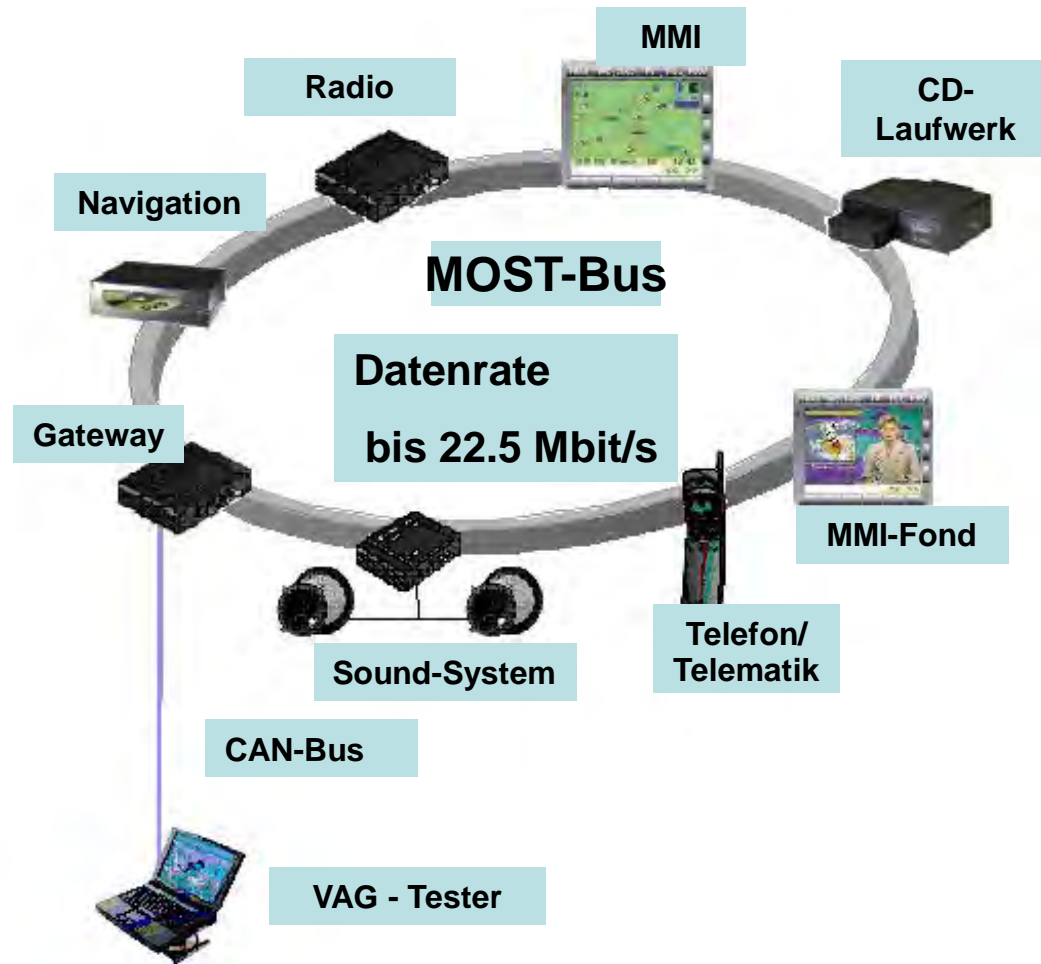 MMI
Radio
CD-
Laufwerk
Navigation
MOST-Bus
Datenrate
bis 22.5 Mbit/s
Gateway
MMI-Fond
Telefon/
Telematik
Sound-System
CAN-Bus
VAG - Tester